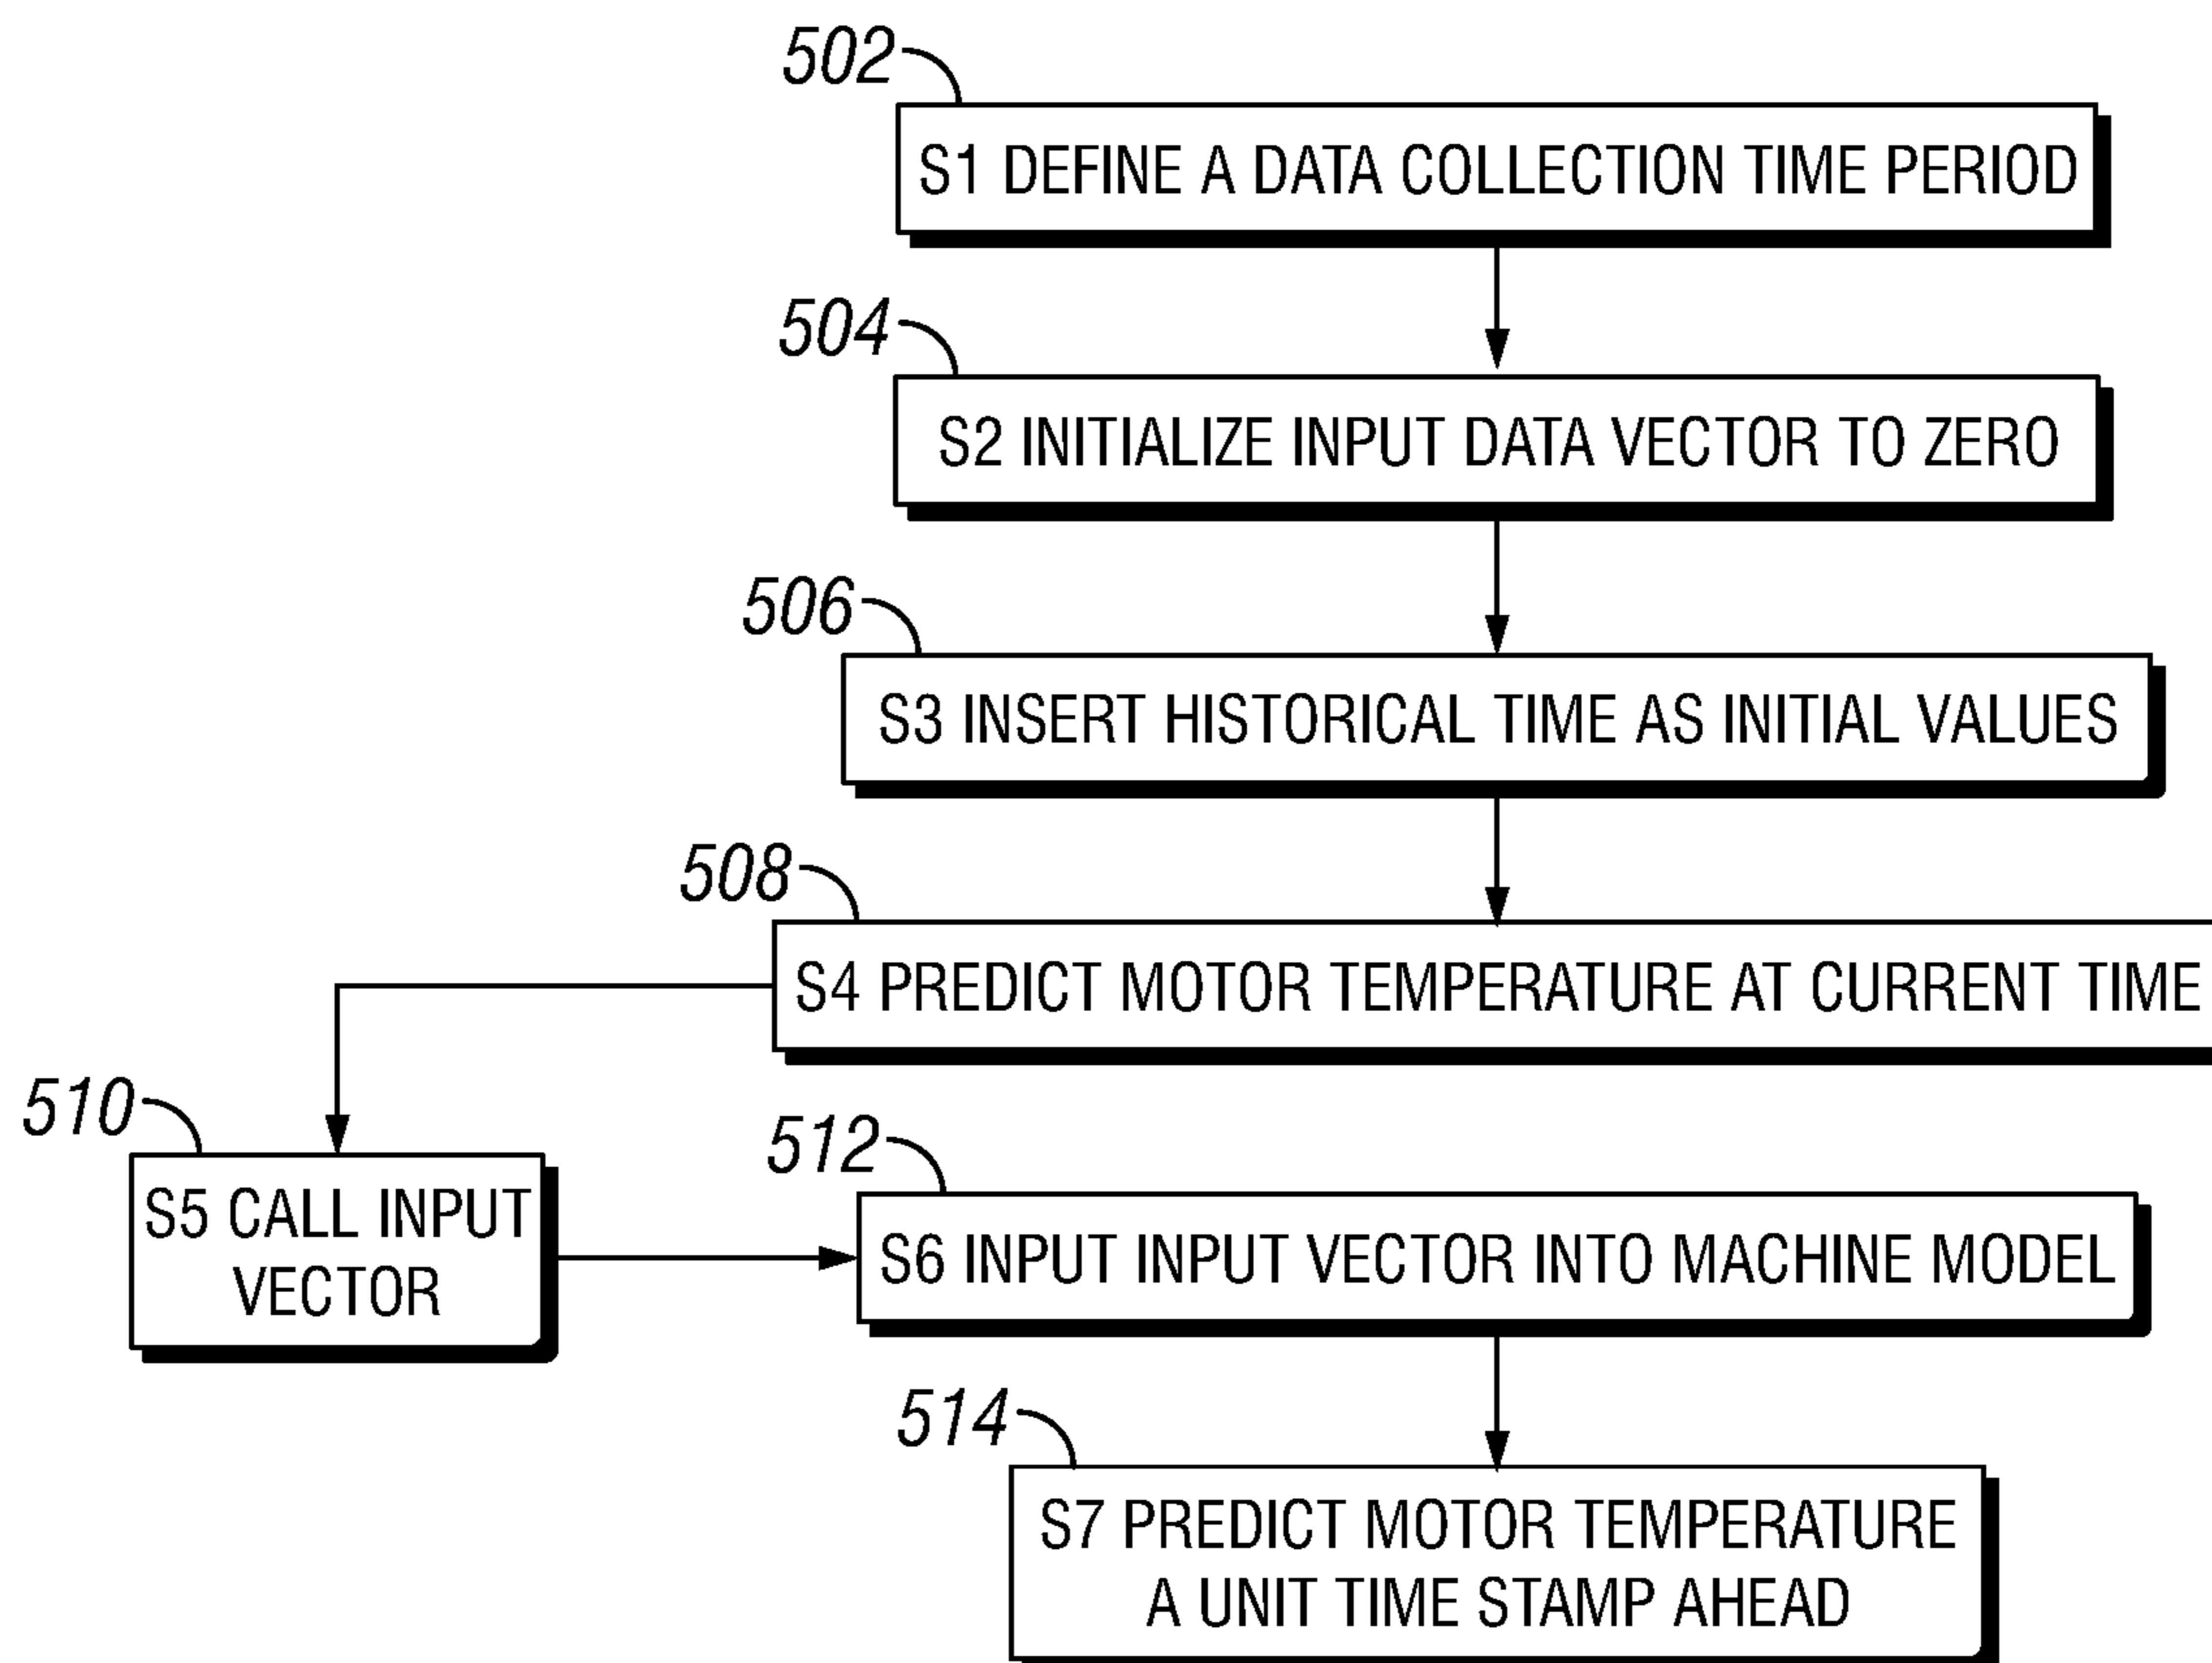 502
S1 DEFINE A DATA COLLECTION TIME PERIOD
504
S2 INITIALIZE INPUT DATA VECTOR TO ZERO
506
S3 INSERT HISTORICAL TIME AS INITIAL VALUES
508
S4 PREDICT MOTOR TEMPERATURE AT CURRENT TIME
510
S5 CALL INPUT
VECTOR
512
S6 INPUT INPUT VECTOR INTO MACHINE MODEL
514
S7 PREDICT MOTOR TEMPERATURE
A UNIT TIME STAMP AHEAD